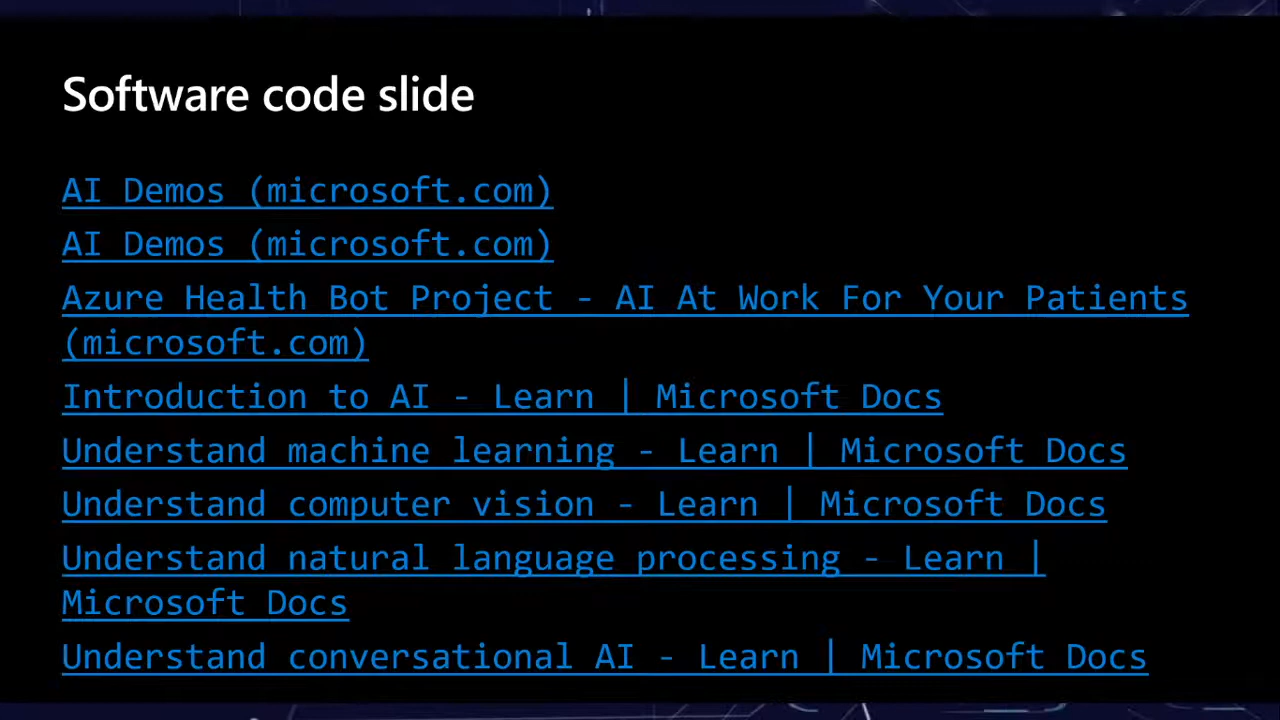 Software code slide
AI Demos (microsoft.com)
AI Demos (microsoft.com)
Azure Health Bot Project - AI At Work For Your Patients
(microsoft.com)
Introduction to AI - Learn | Microsoft Docs
Understand machine learning - Learn | Microsoft Docs
Understand computer vision - Learn | Microsoft Docs
Understand natural language processing - Learn |
Microsoft Docs
Understand conversational AI - Learn | Microsoft Docs